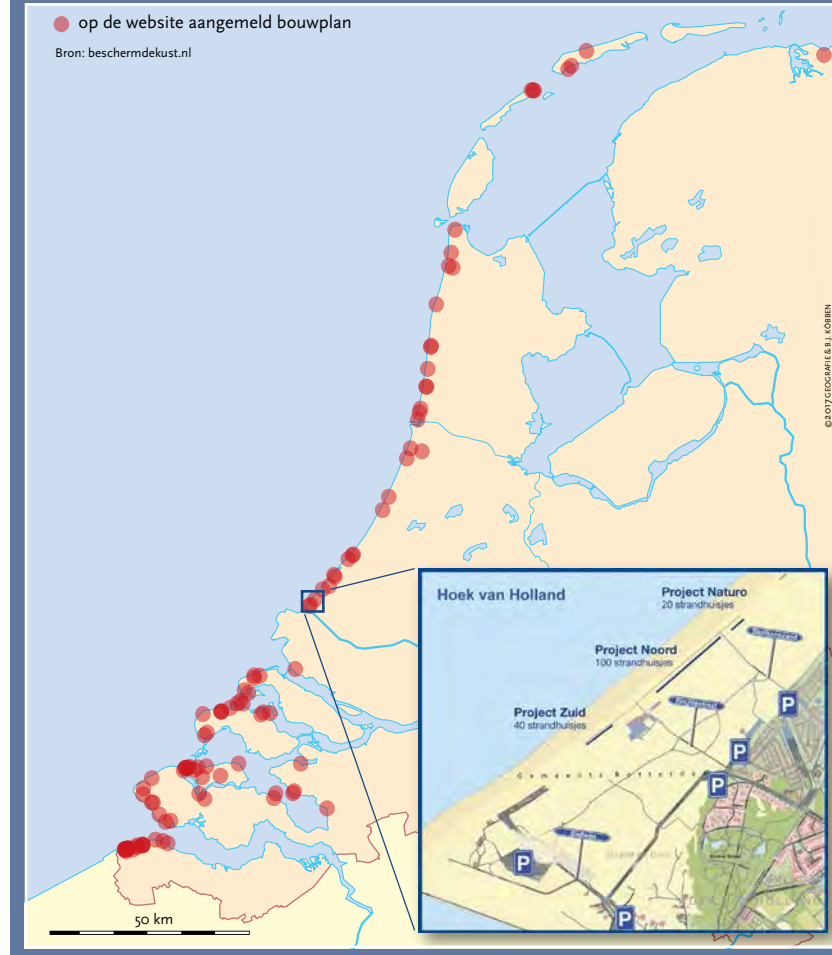 op de website aangemeld bouwplan
Bron: beschermdekust.nl
©2017 GEOGRAFIE & B.J. KÖBBEN
Hoek van Holland
Project Naturo
20 strandhuisjes
Project Noord
100 strandhuisjes
Project Zuid
40 strandhuisjes
P
P
Gemeente Rotterda
P
P
P
50 km